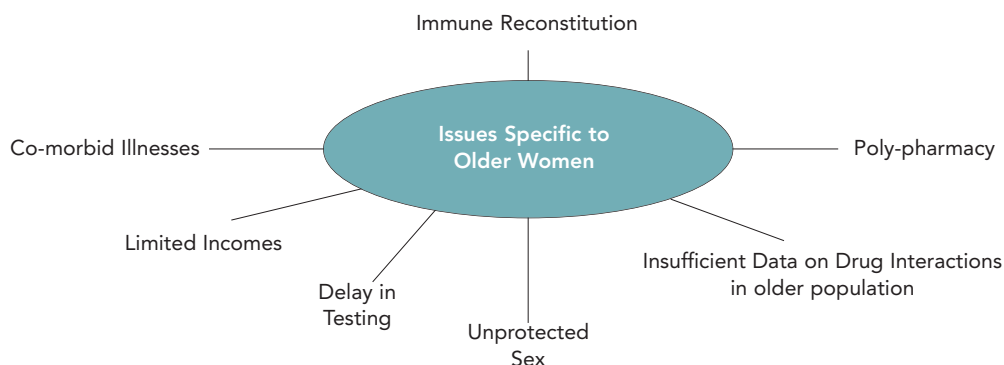 Immune Reconstitution
Issues Specific to
Older Women
Co-morbid Illnesses
Poly-pharmacy
Limited Incomes
Insufficient Data on Drug Interactions
in older population
Delay in
Testing
Unprotected
Sex